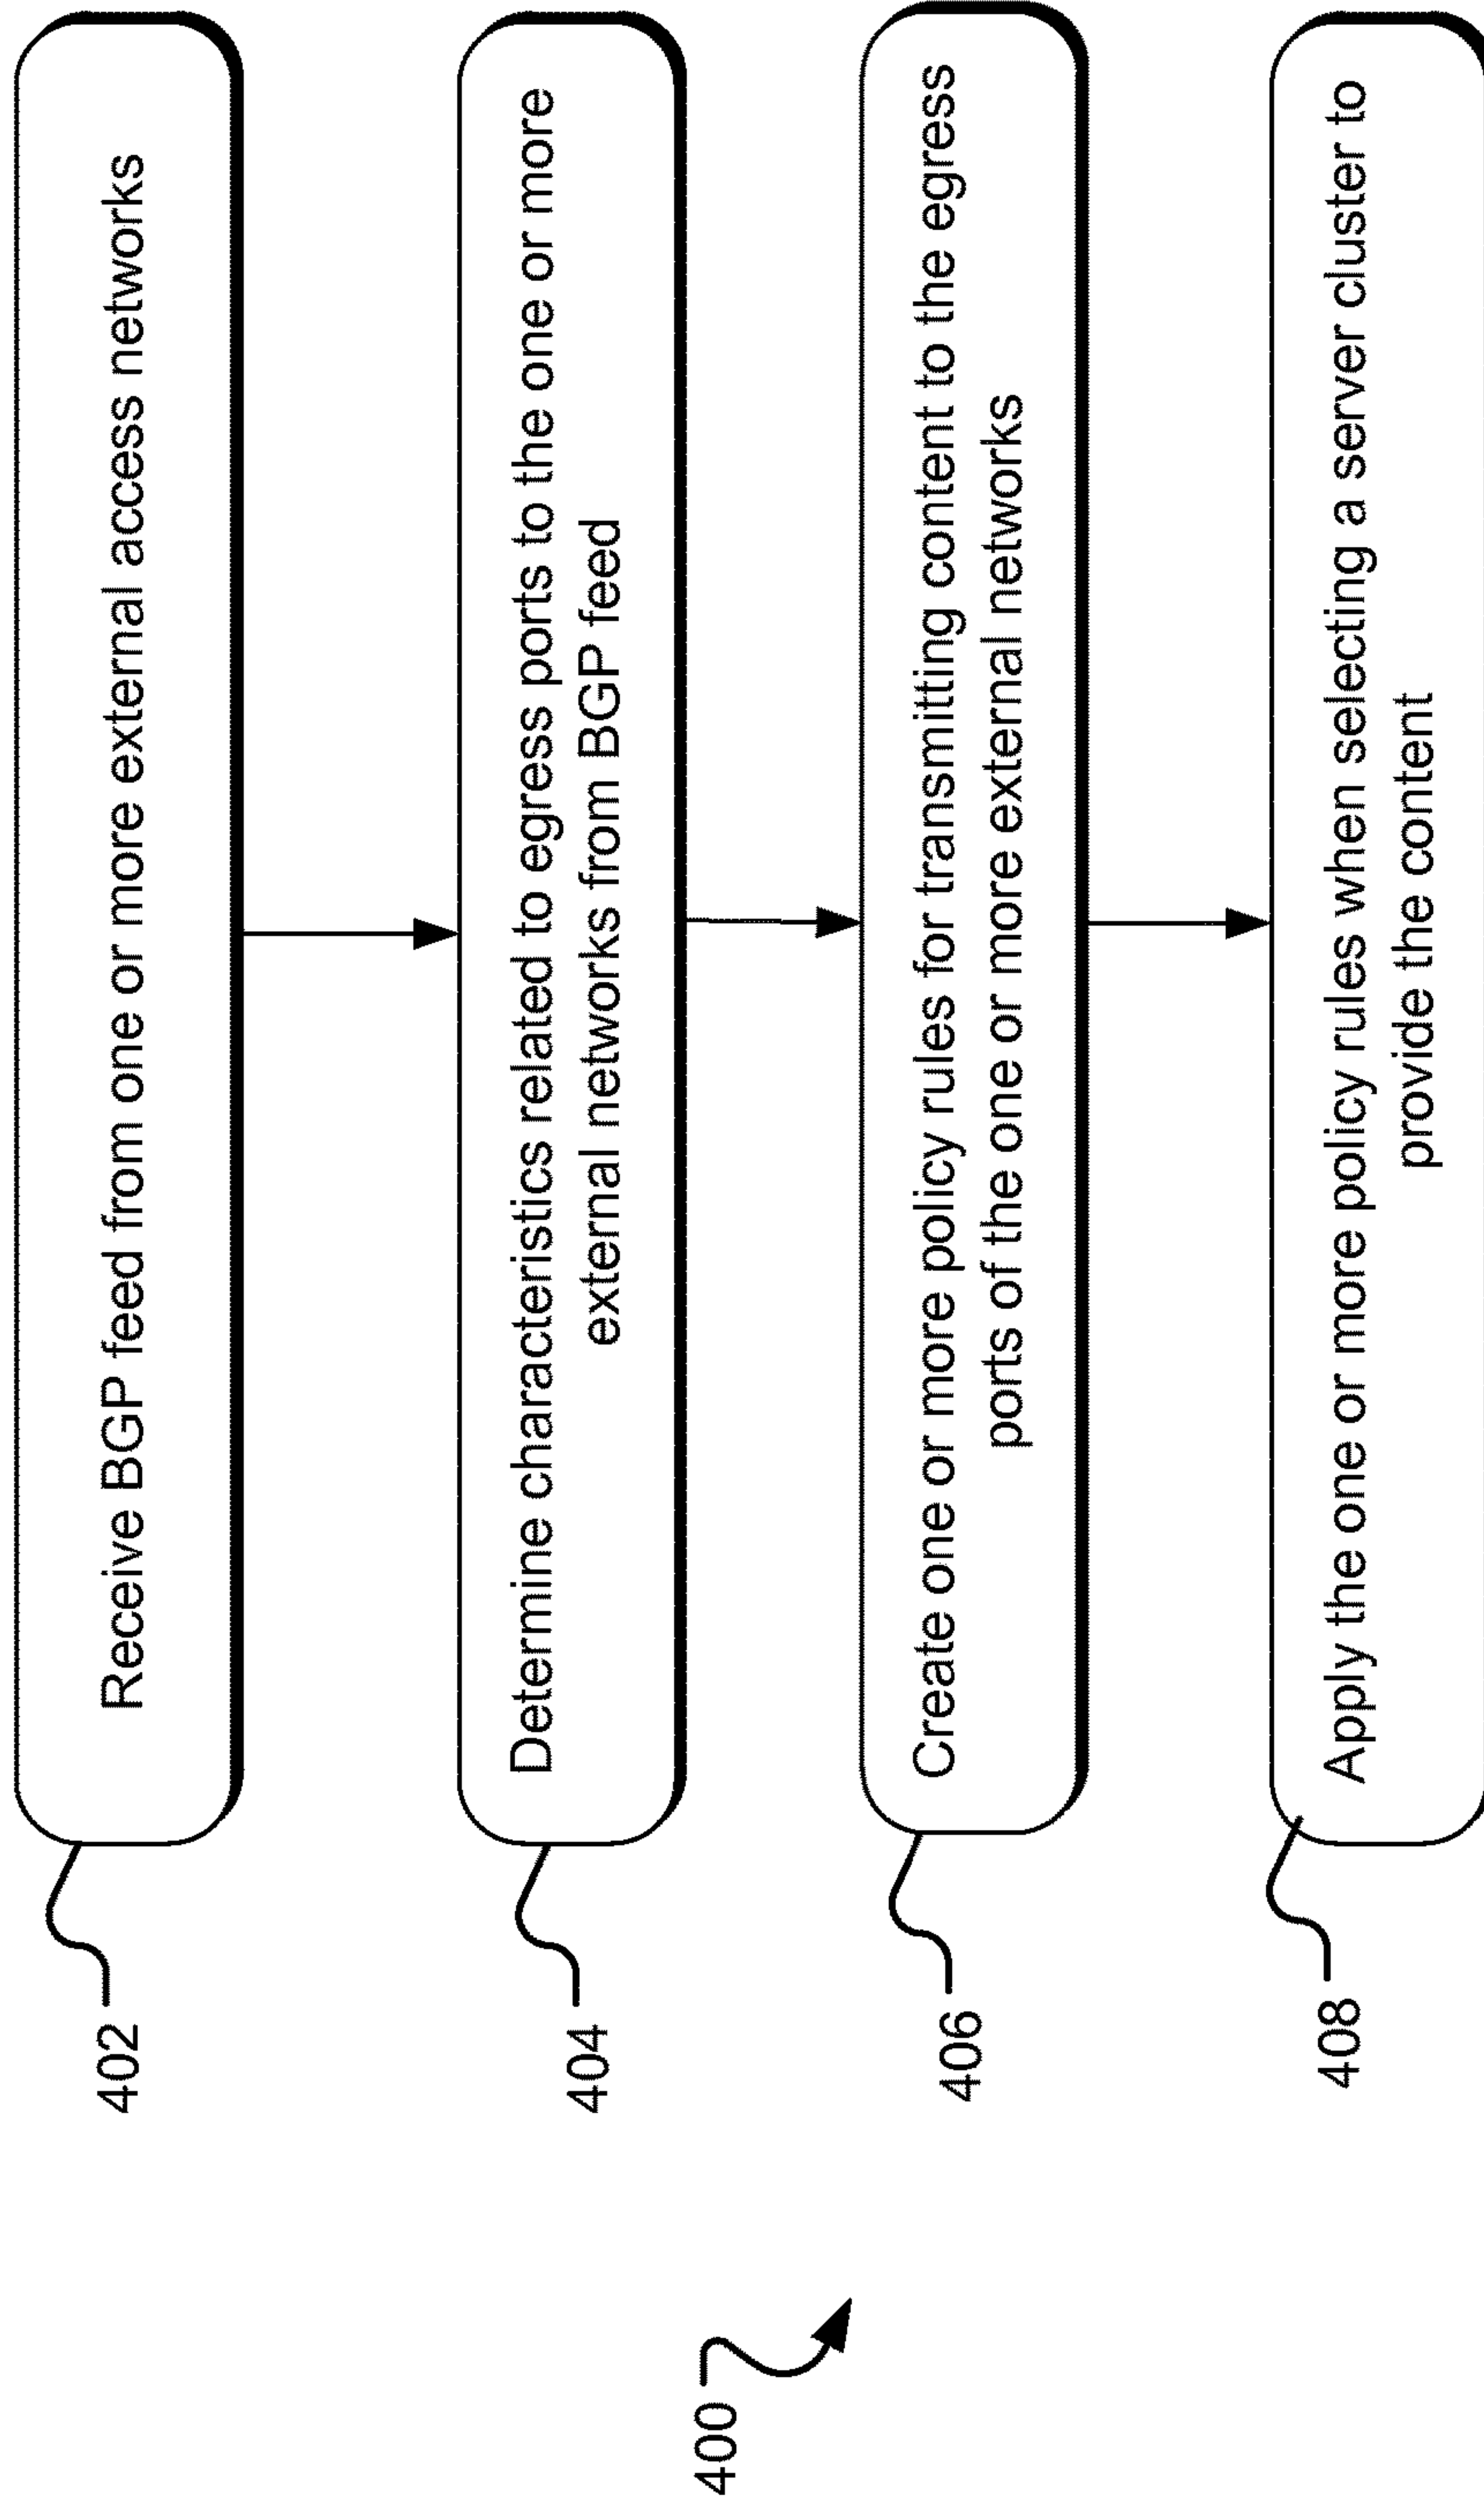 400
402
Receive BGP feed from one or more external access networks
404
Determine characteristics related to egress ports to the one or more
external networks from BGP feed
406
Create one or more policy rules for transmitting content to the egress
ports of the one or more external networks
408
Apply the one or more policy rules when selecting a server cluster to
provide the content